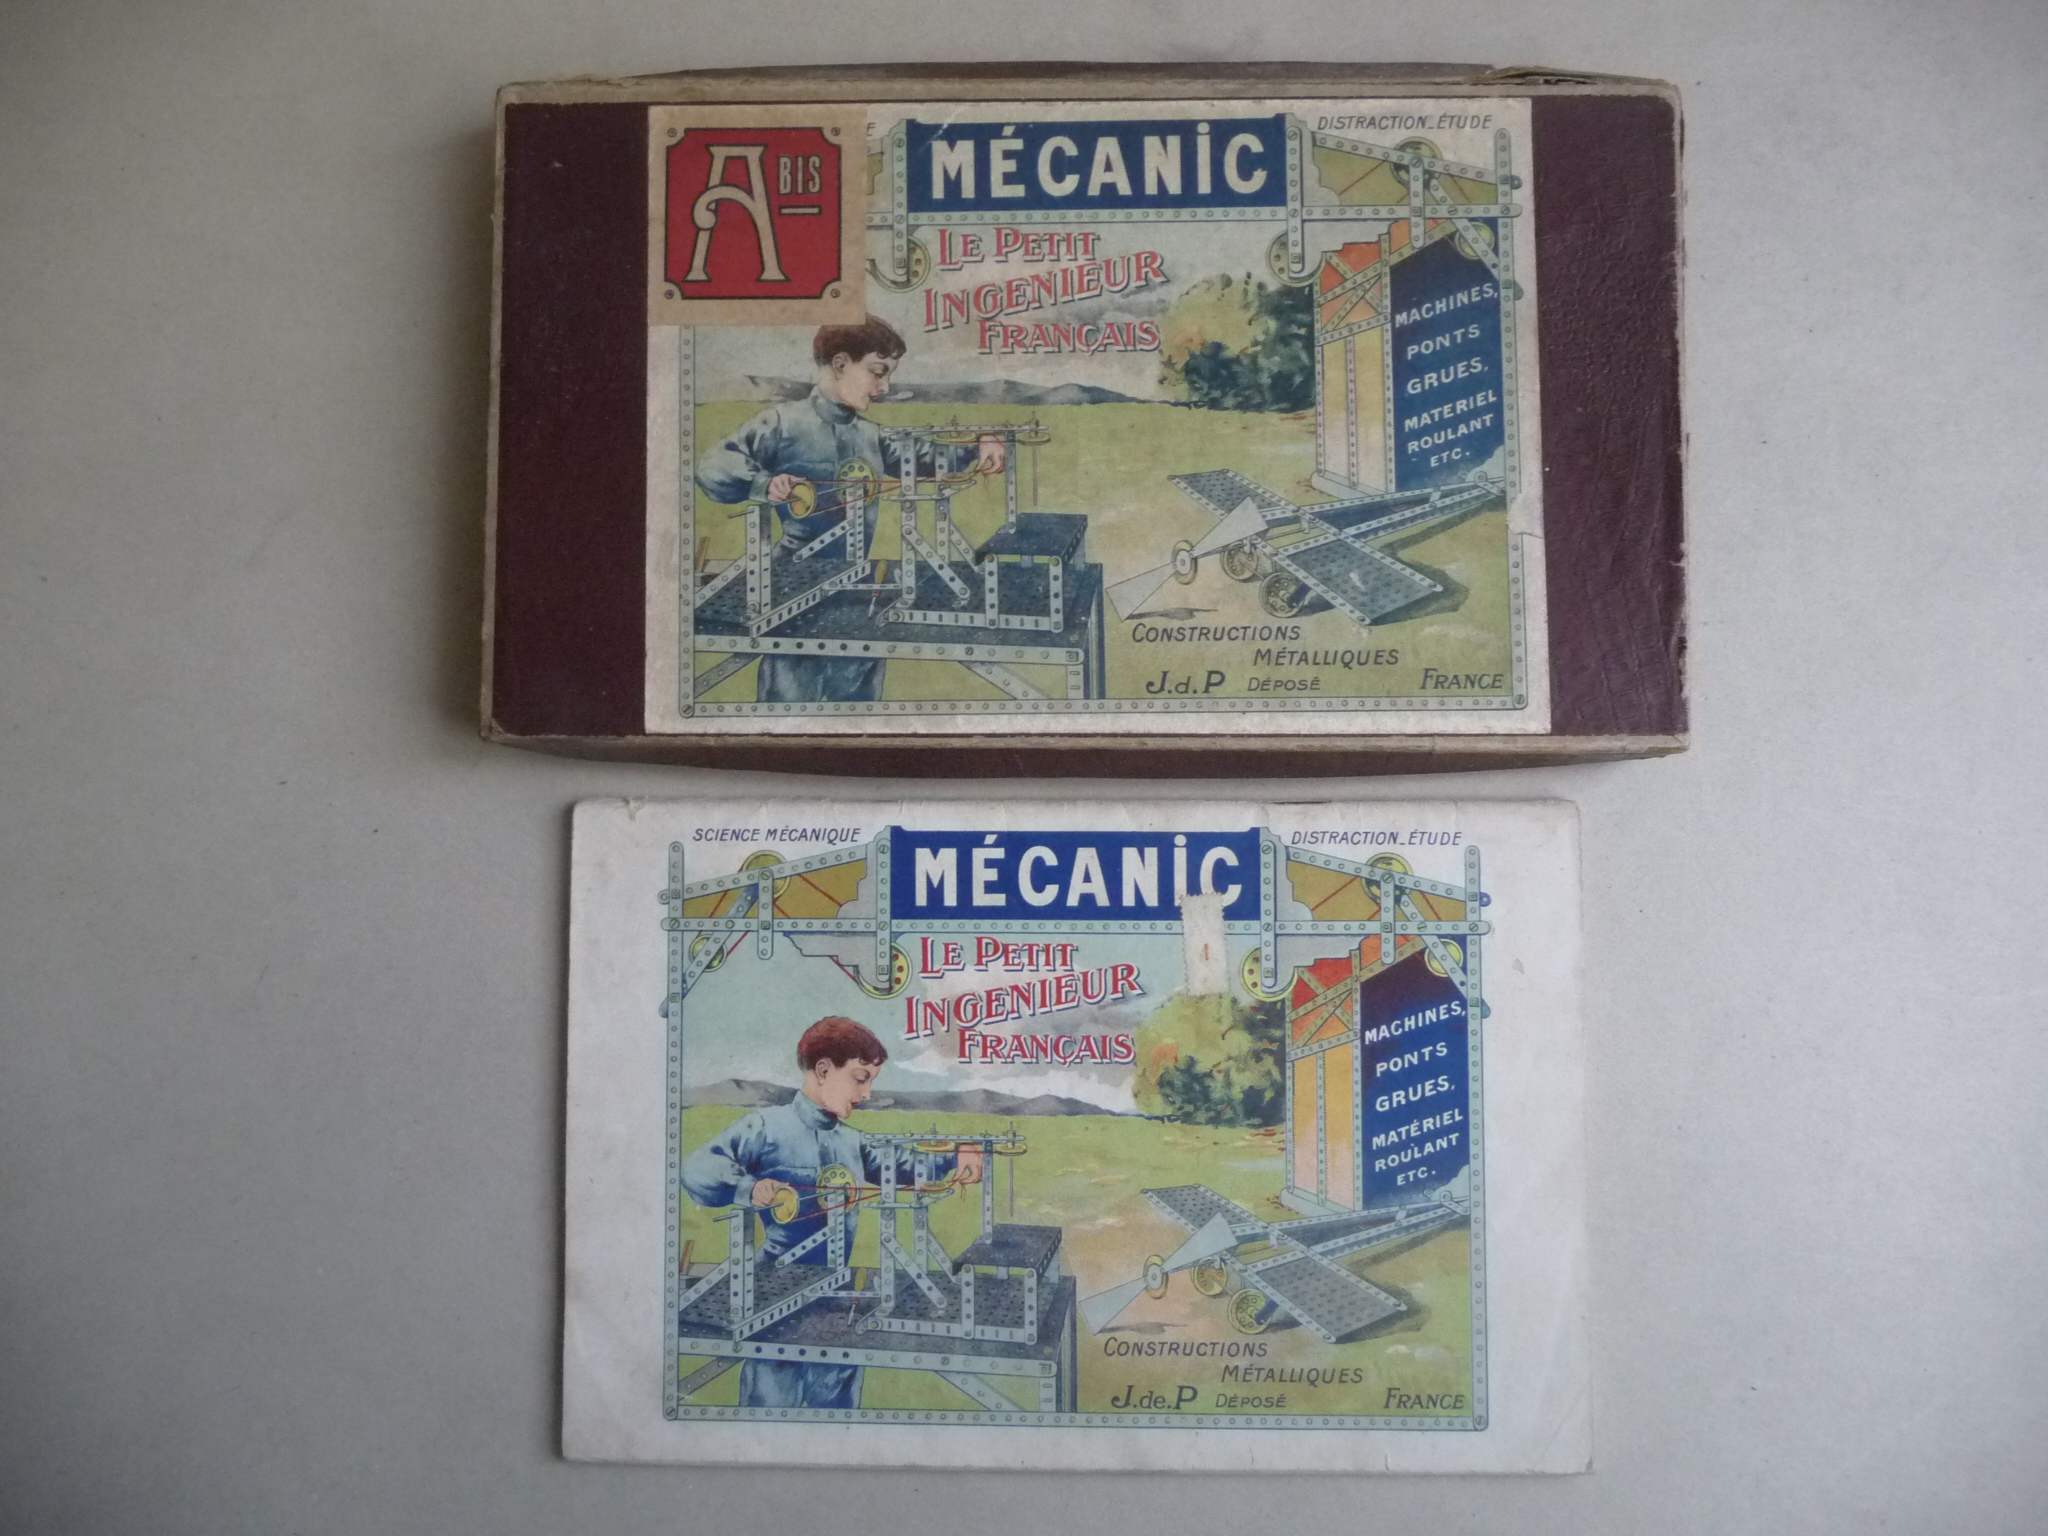 A BIS
MÉCANIC
DISTRACTION_ÉTUDE
LE PETIT
INGENIEUR
FRANÇAIS
MACHINES,
PONTS
GRUES,
MATERIEL
ROULANT
ETC.
CONSTRUCTIONS
MÉTALLIQUES
J.d.P DÉPOSÉ FRANCE
SCIENCE MÉCANIQUE
MÉCANIC
DISTRACTION_ÉTUDE
LE PETIT
INGENIEUR
FRANÇAIS
MACHINES,
PONTS
GRUES,
MATÉRIEL
ROULANT
ETC.
CONSTRUCTIONS
MÉTALLIQUES
J.de.P DÉPOSÉ FRANCE